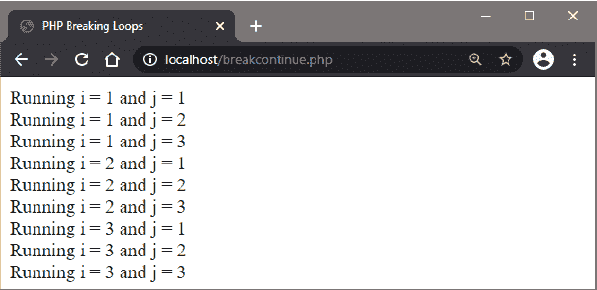 PHP Breaking Loops
localhost/breakcontinue.php
Running i = 1 and j = 1
Running i = 1 and j = 2
Running i = 1 and j = 3
Running i = 2 and j = 1
Running i = 2 and j = 2
Running i = 2 and j = 3
Running i = 3 and j = 1
Running i = 3 and j = 2
Running i = 3 and j = 3